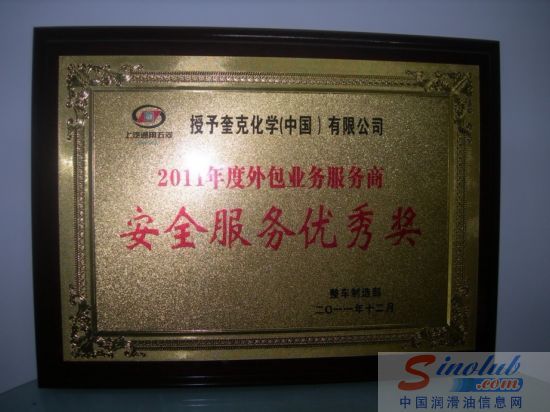 上汽通用五菱
授予奎克化学(中国)有限公司
2011年度外包业务服务商
安全服务优秀奖
整车制造部
二〇一一年十二月
Sinolub.com
中国润滑油信息网